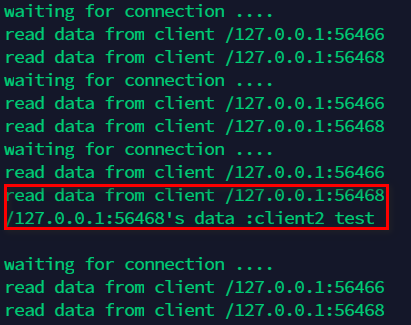 waiting for connection ....
read data from client /127.0.0.1:56466
read data from client /127.0.0.1:56468
waiting for connection ....
read data from client /127.0.0.1:56466
read data from client /127.0.0.1:56468
waiting for connection ....
read data from client /127.0.0.1:56466
read data from client /127.0.0.1:56468
/127.0.0.1:56468's data :client2 test
waiting for connection ....
read data from client /127.0.0.1:56466
read data from client /127.0.0.1:56468